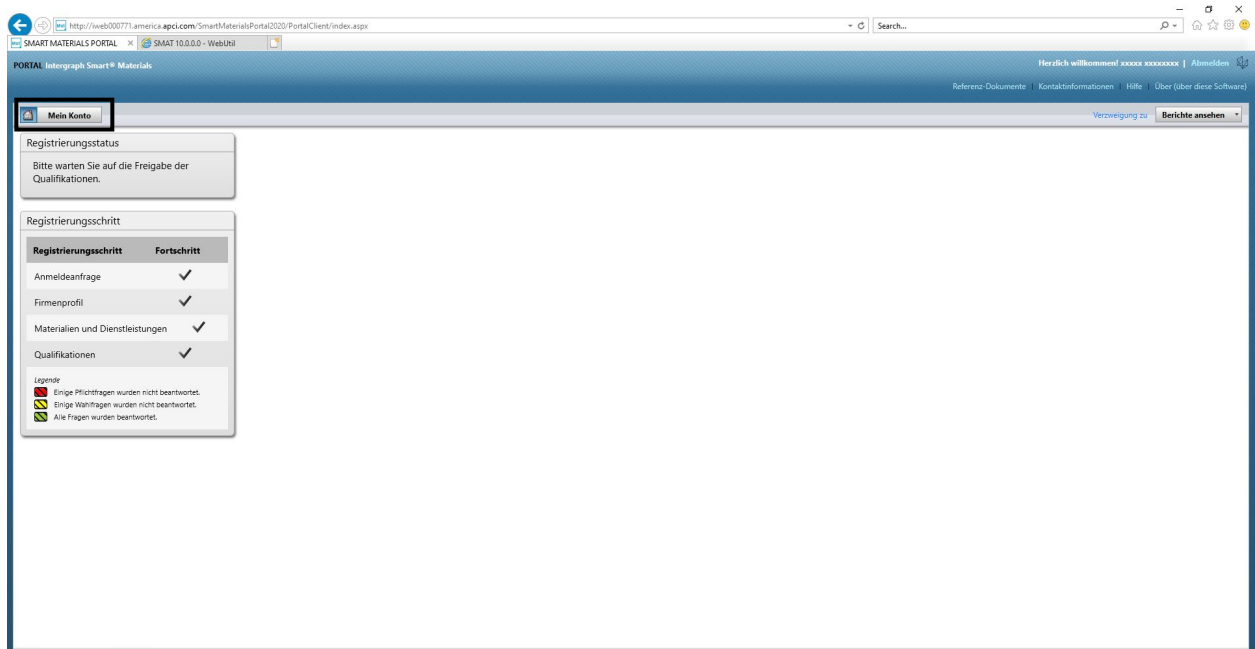 http://iweb000771.america.apci.com/SmartMaterialsPortal2020/PortalClient/index.aspx
Search...
SMART MATERIALS PORTAL
SMAT 10.0.0.0 - WebUtil
PORTAL Intergraph Smart® Materials
Herzlich willkommen! xxxxx xxxxxxxx | Abmelden
Referenz-Dokumente | Kontaktinformationen | Hilfe | Über (über diese Software)
Mein Konto
Verzweigung zu Berichte ansehen
Registrierungsstatus
Bitte warten Sie auf die Freigabe der
Qualifikationen.
Registrierungsschritt
Registrierungsschritt Fortschritt
Anmeldeanfrage
Firmenprofil
Materialien und Dienstleistungen
Qualifikationen
Legende
Einige Pflichtfragen wurden nicht beantwortet.
Einige Wahlfragen wurden nicht beantwortet.
Alle Fragen wurden beantwortet.